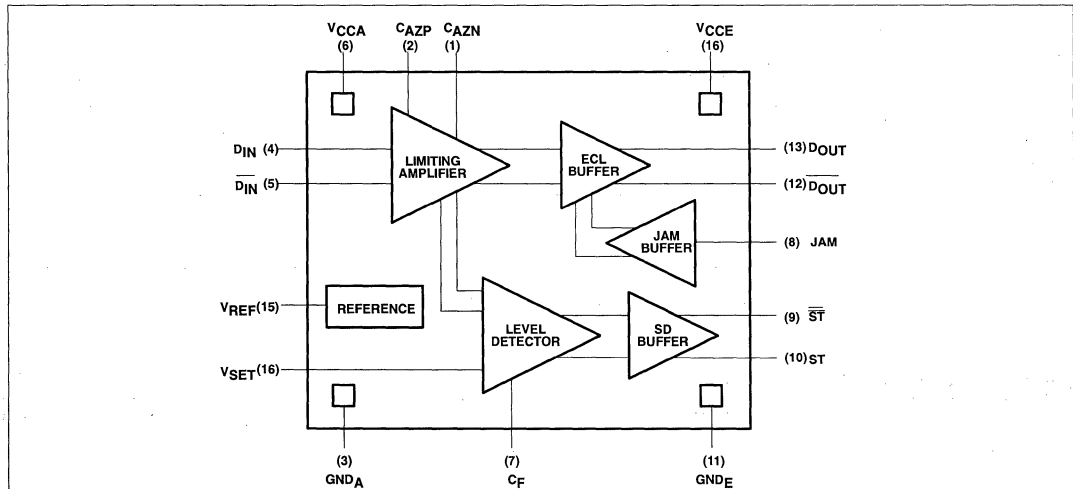 VCCA CAZP CAZN VCCE
(6) (2) (1) (16)
DIN (4) LIMITING AMPLIFIER ECL BUFFER (13) DOUT
DIN (5) (12) DOUT
JAM BUFFER (8) JAM
VREF (15) REFERENCE
LEVEL DETECTOR SD BUFFER (9) ST
VSET (16) (10) ST
(3) (7) (11)
GNDA CF GNDE